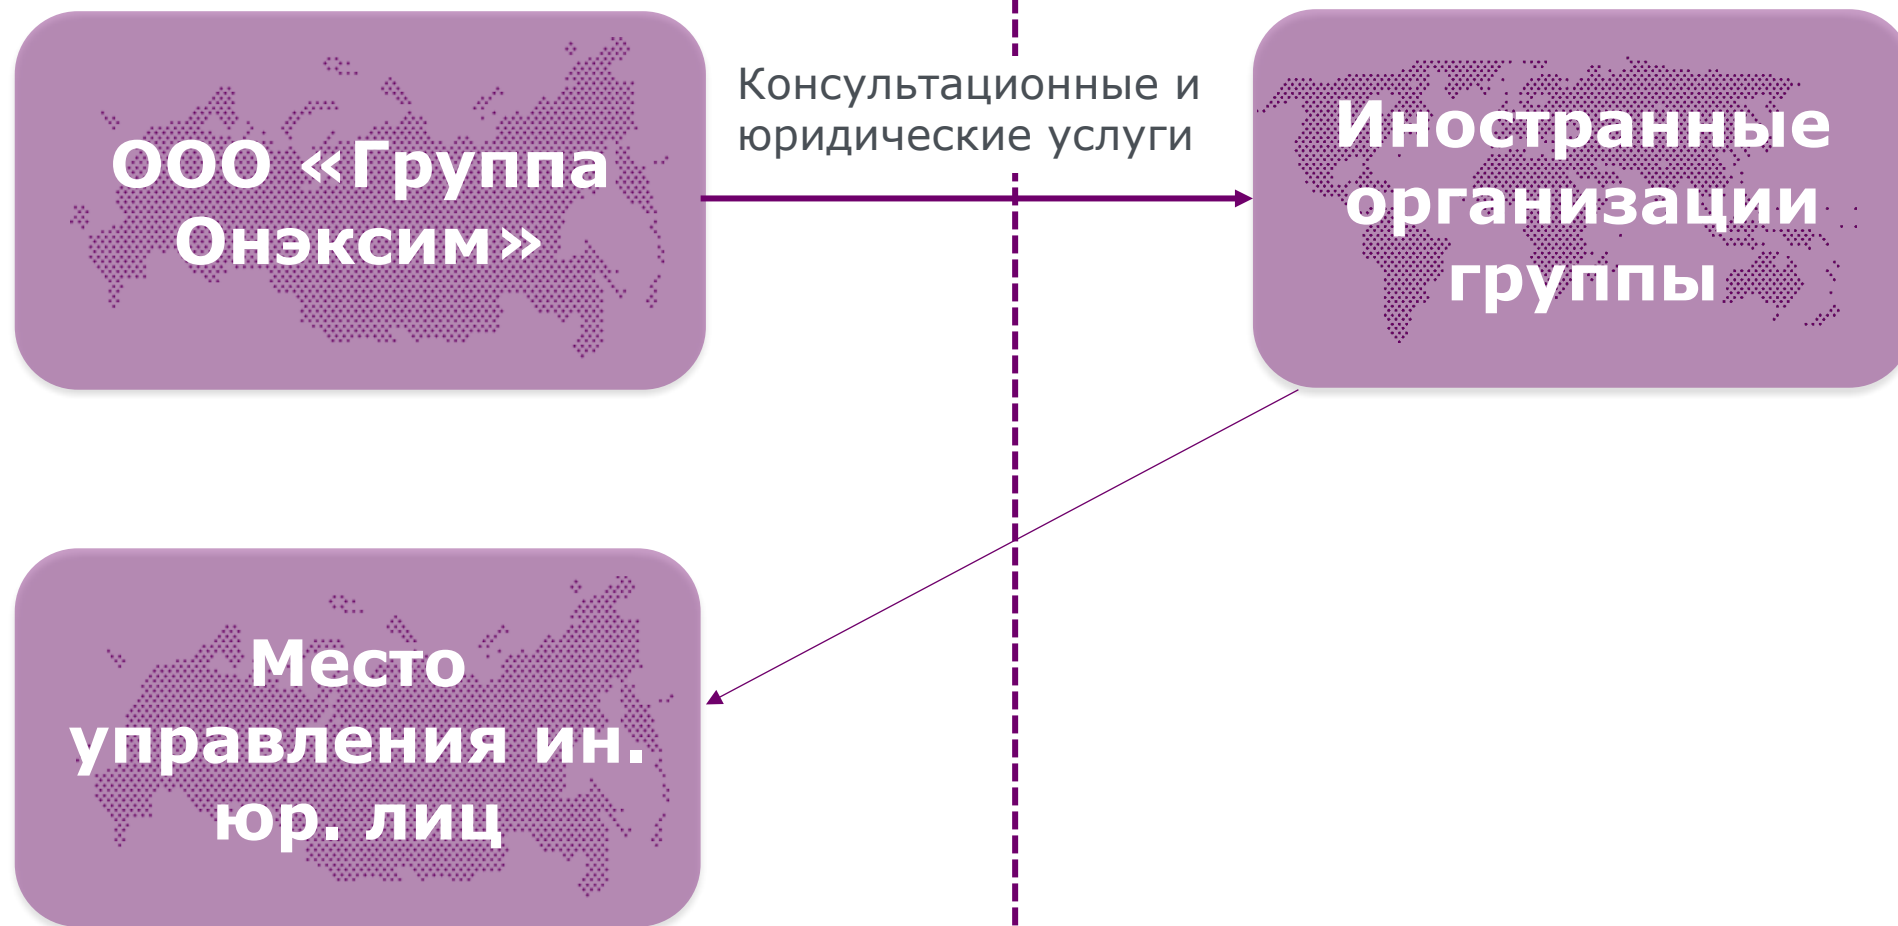 ООО «Группа
Онэксим»
Консультационные и
юридические услуги
Иностранные
организации
группы
Место
управления ин.
юр. лиц